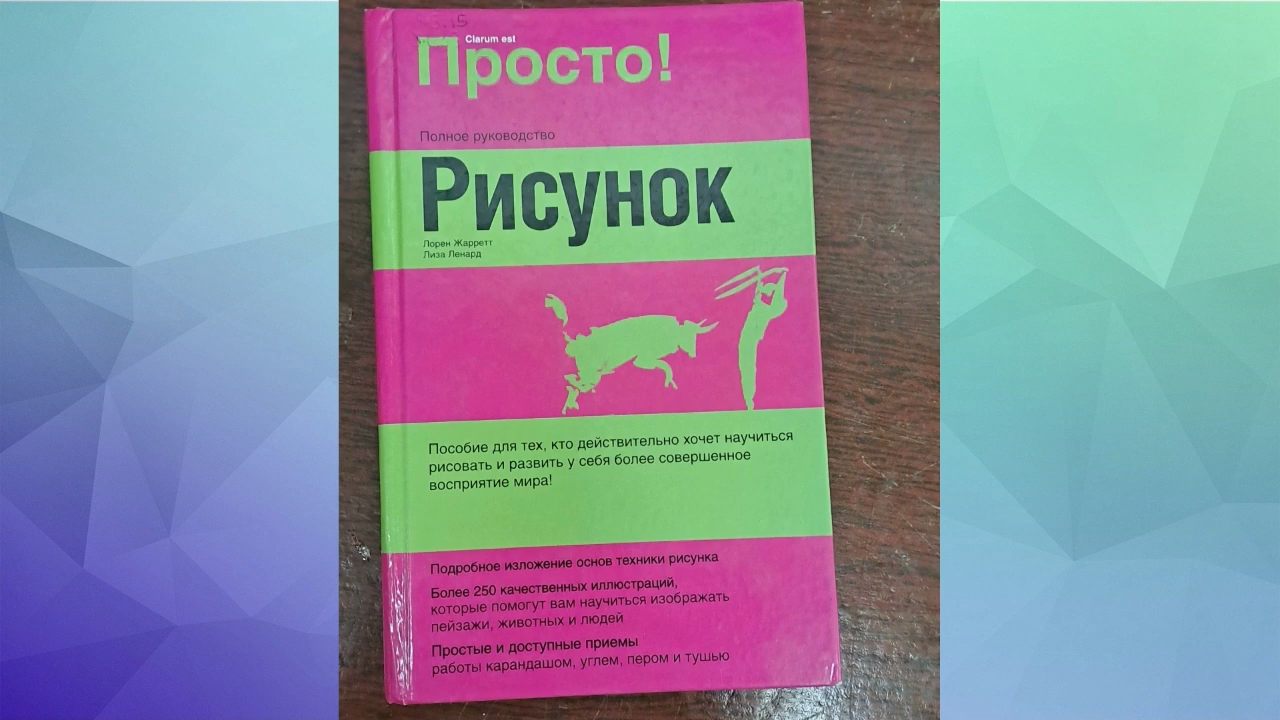 Clarum est
Просто!
Полное руководство
Рисунок
Лорен Жарретт
Лиза Ленард
Пособие для тех, кто действительно хочет научиться
рисовать и развить у себя более совершенное
восприятие мира!
Подробное изложение основ техники рисунка
Более 250 качественных иллюстраций,
которые помогут вам научиться изображать
пейзажи, животных и людей
Простые и доступные приемы
работы карандашом, углем, пером и тушью